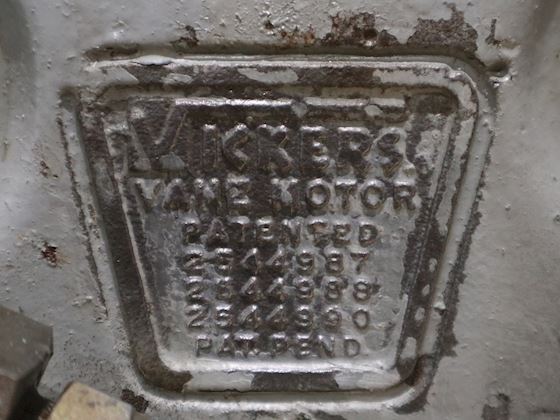 VICKERS
VANE MOTOR
PATENTED
2544987
2544988
2544990
PAT. PEND